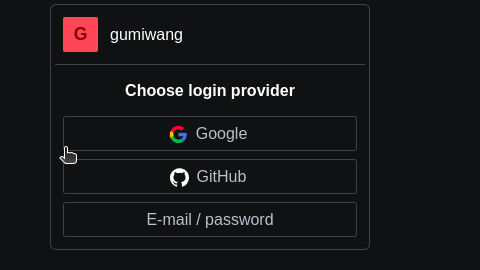 G gumiwang
Choose login provider
Google
GitHub
E-mail / password